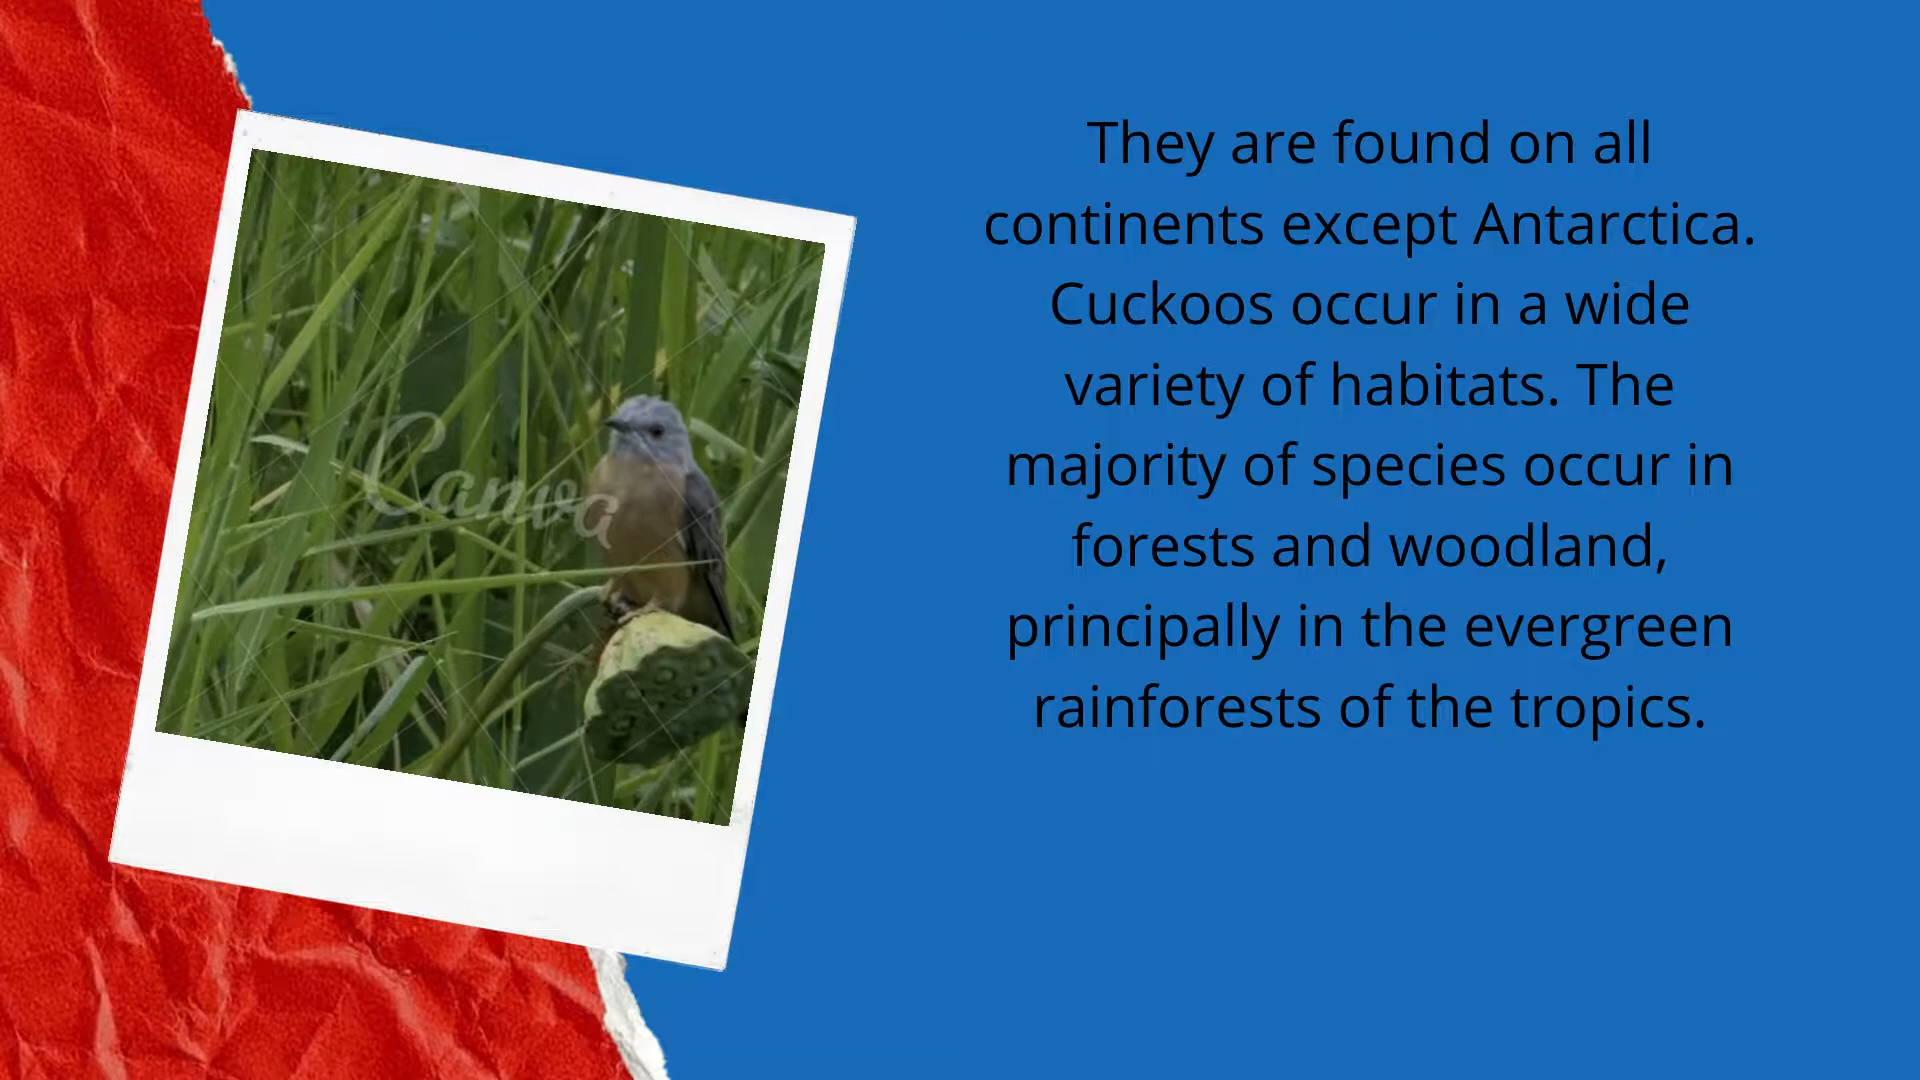 They are found on all
continents except Antarctica.
Cuckoos occur in a wide
variety of habitats. The
majority of species occur in
forests and woodland,
principally in the evergreen
rainforests of the tropics.
Canva